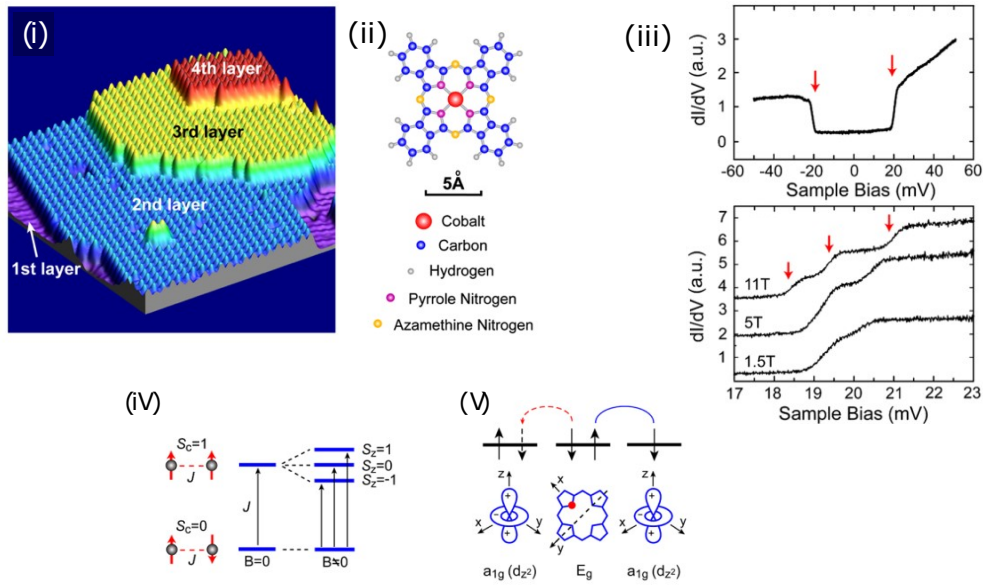 (i)
4th layer
3rd layer
2nd layer
1st layer
(ii)
5Å
Cobalt
Carbon
Hydrogen
Pyrrole Nitrogen
Azamethine Nitrogen
(iii)
dI/dV (a.u.)
3
2
1
0
-60 -40 -20 0 20 40 60
Sample Bias (mV)
dI/dV (a.u.)
7
6
5
4
3
2
1
11T
5T
1.5T
17 18 19 20 21 22 23
Sample Bias (mV)
(iV)
Sc=1
J
Sc=0
J
J
B=0
Sz=1
Sz=0
Sz=-1
B≠0
(V)
z
+
-
+
x
y
x
y
z
+
-
+
x
y
a1g (dz2)
Eg
a1g (dz2)